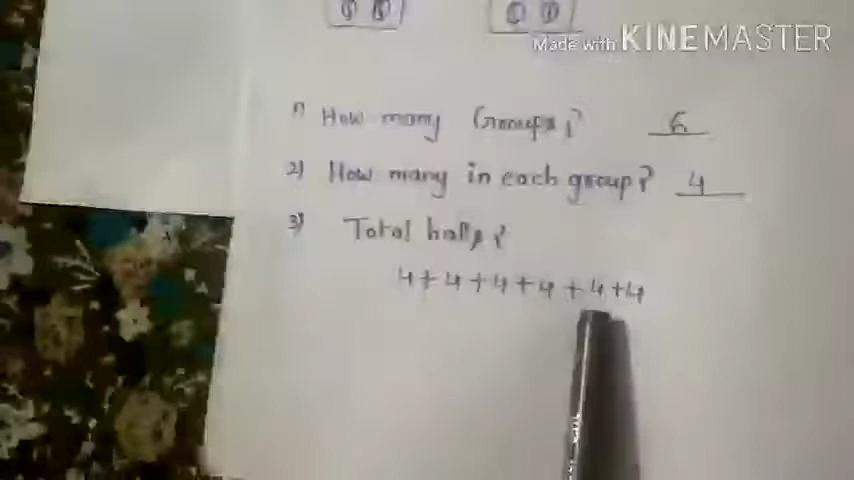 Made with KINEMASTER
1) How many Groups? 6
2) How many in each group? 4
3) Total balls?
4+4+4+4+4+4